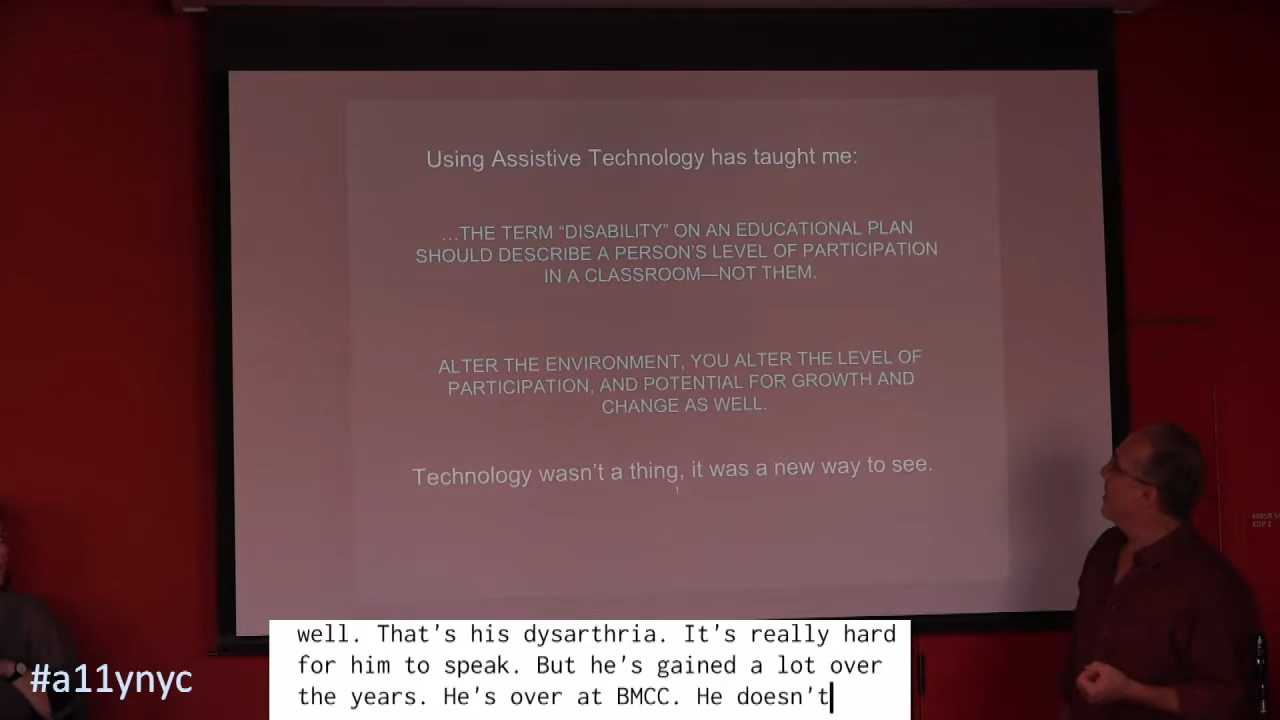 Using Assistive Technology has taught me:
…THE TERM “DISABILITY” ON AN EDUCATIONAL PLAN
SHOULD DESCRIBE A PERSON’S LEVEL OF PARTICIPATION
IN A CLASSROOM—NOT THEM.
ALTER THE ENVIRONMENT, YOU ALTER THE LEVEL OF
PARTICIPATION, AND POTENTIAL FOR GROWTH AND
CHANGE AS WELL.
Technology wasn’t a thing, it was a new way to see.
well. That's his dysarthria. It's really hard
for him to speak. But he's gained a lot over
the years. He's over at BMCC. He doesn't
#a11ynyc